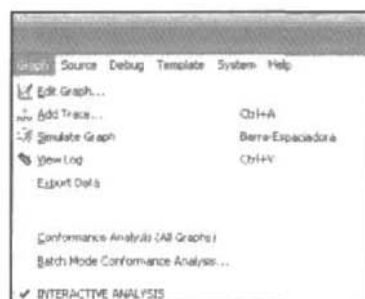 Graph Source Debug Template System Help
Edit Graph...
Add Trace... Ctrl+A
Simulate Graph Barra-Espaciadora
View Log Ctrl+V
Export Data
Conformance Analysis (All Graphs)
Batch Mode Conformance Analysis...
INTERACTIVE ANALYSIS